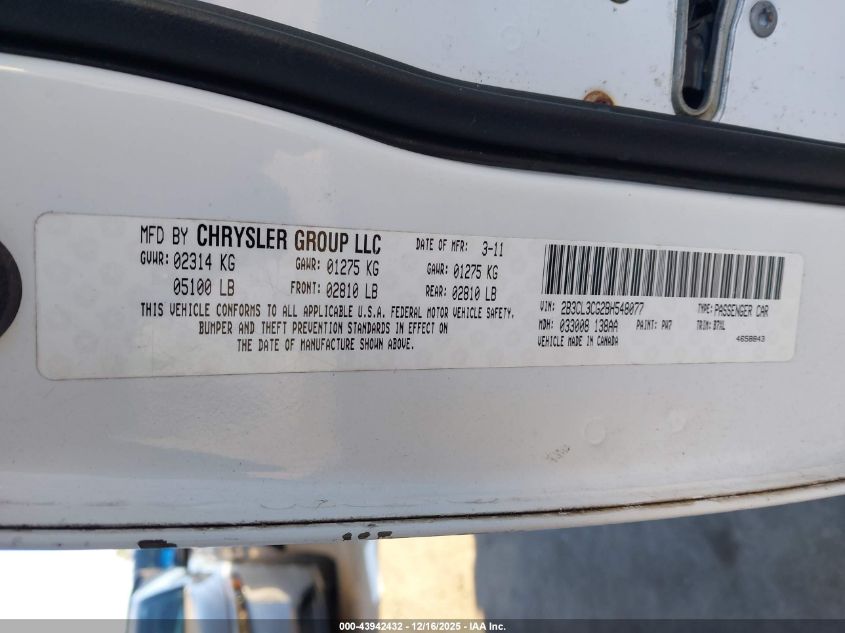 MFD BY CHRYSLER GROUP LLC DATE OF MFR: 3-11
GVWR: 02314 KG GAWR: 01275 KG GAWR: 01275 KG
05100 LB FRONT: 02810 LB REAR: 02810 LB
THIS VEHICLE CONFORMS TO ALL APPLICABLE U.S.A. FEDERAL MOTOR VEHICLE SAFETY.
BUMPER AND THEFT PREVENTION STANDARDS IN EFFECT ON
THE DATE OF MANUFACTURE SHOWN ABOVE.
VIN: 2B3CL3CG2BH548077 TYPE: PASSENGER CAR
MDH: 033008 138AA PAINT: PW7 TRIM: B7XL
VEHICLE MADE IN CANADA 4658843
000-43942432 - 12/16/2025 - IAA Inc.